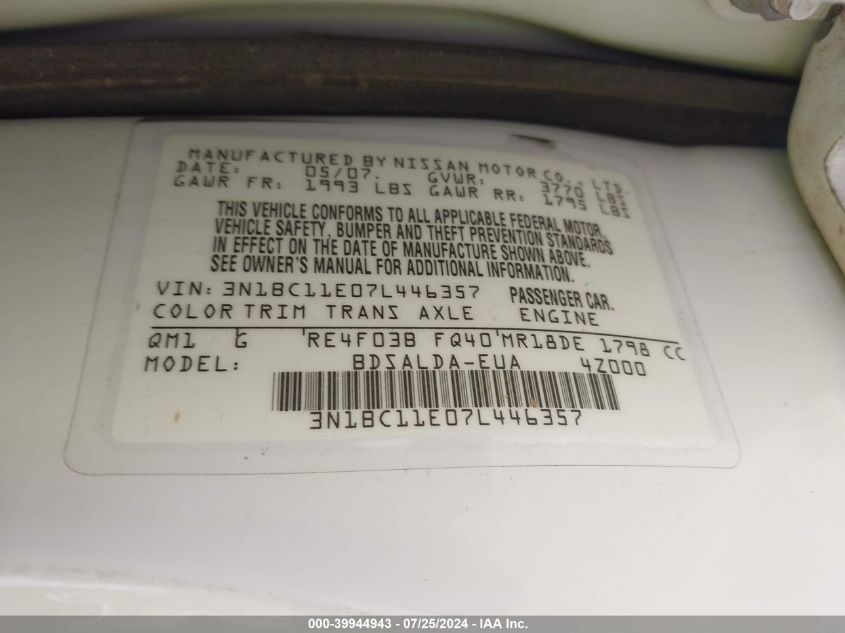 MANUFACTURED BY NISSAN MOTOR CO., LTD.
DATE: 05/07. GVWR: 3770 LBS
GAWR FR: 1993 LBS GAWR RR: 1795 LBS
THIS VEHICLE CONFORMS TO ALL APPLICABLE FEDERAL MOTOR
VEHICLE SAFETY, BUMPER AND THEFT PREVENTION STANDARDS
IN EFFECT ON THE DATE OF MANUFACTURE SHOWN ABOVE.
SEE OWNER'S MANUAL FOR ADDITIONAL INFORMATION.
VIN: 3N1BC11E07L446357 PASSENGER CAR.
COLOR TRIM TRANS AXLE ENGINE
QM1 G RE4F03B FQ40 MR18DE 1798 CC
MODEL: BDSALDA-EUA 4Z000
3N1BC11E07L446357
000-39944943 - 07/25/2024 - IAA Inc.